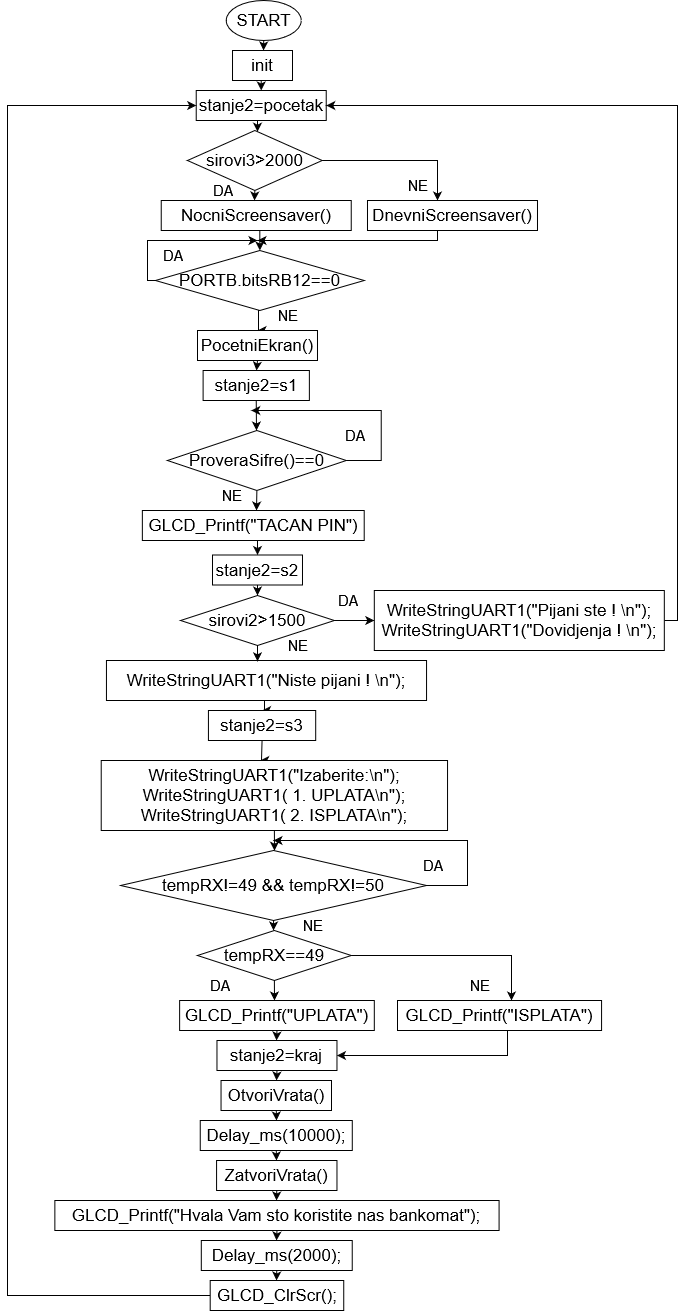 START
init
stanje2=pocetak
sirovi3>2000
DA
NE
NocniScreensaver()
DnevniScreensaver()
DA
PORTB.bitsRB12==0
NE
PocetniEkran()
stanje2=s1
DA
ProveraSifre()==0
NE
GLCD_Printf("TACAN PIN")
stanje2=s2
sirovi2>1500
DA
WriteStringUART1("Pijani ste ! \n");
WriteStringUART1("Dovidjenja ! \n");
NE
WriteStringUART1("Niste pijani ! \n");
stanje2=s3
WriteStringUART1("Izaberite:\n");
WriteStringUART1( 1. UPLATA\n");
WriteStringUART1( 2. ISPLATA\n");
DA
tempRX!=49 && tempRX!=50
NE
tempRX==49
DA
NE
GLCD_Printf("UPLATA")
GLCD_Printf("ISPLATA")
stanje2=kraj
OtvoriVrata()
Delay_ms(10000);
ZatvoriVrata()
GLCD_Printf("Hvala Vam sto koristite nas bankomat");
Delay_ms(2000);
GLCD_ClrScr();